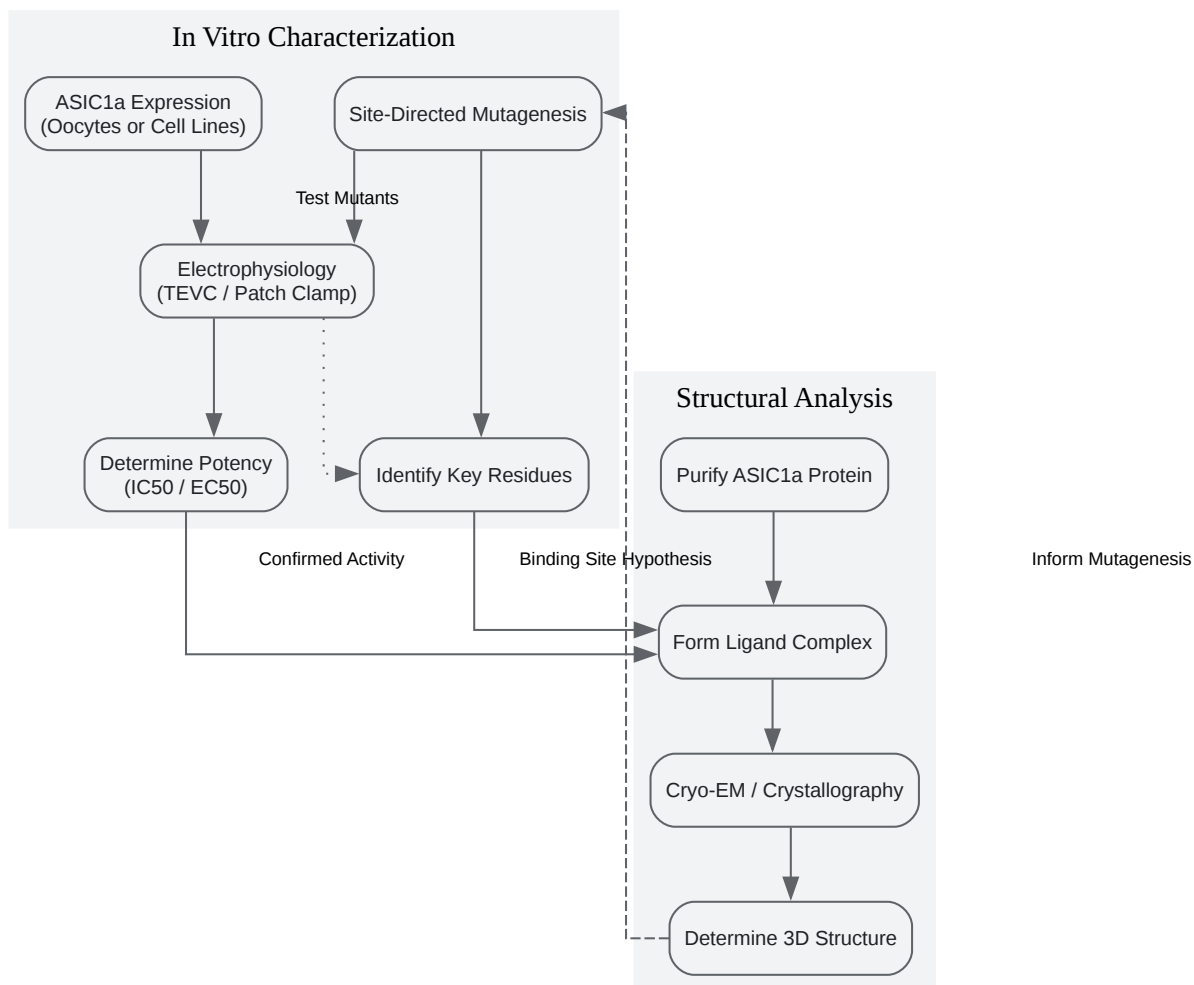 In Vitro Characterization
ASIC1a Expression
(Oocytes or Cell Lines)
Site-Directed Mutagenesis
Test Mutants
Electrophysiology
(TEVC / Patch Clamp)
Structural Analysis
Determine Potency
(IC50 / EC50)
Identify Key Residues
Purify ASIC1a Protein
Confirmed Activity
Binding Site Hypothesis
Inform Mutagenesis
Form Ligand Complex
Cryo-EM / Crystallography
Determine 3D Structure